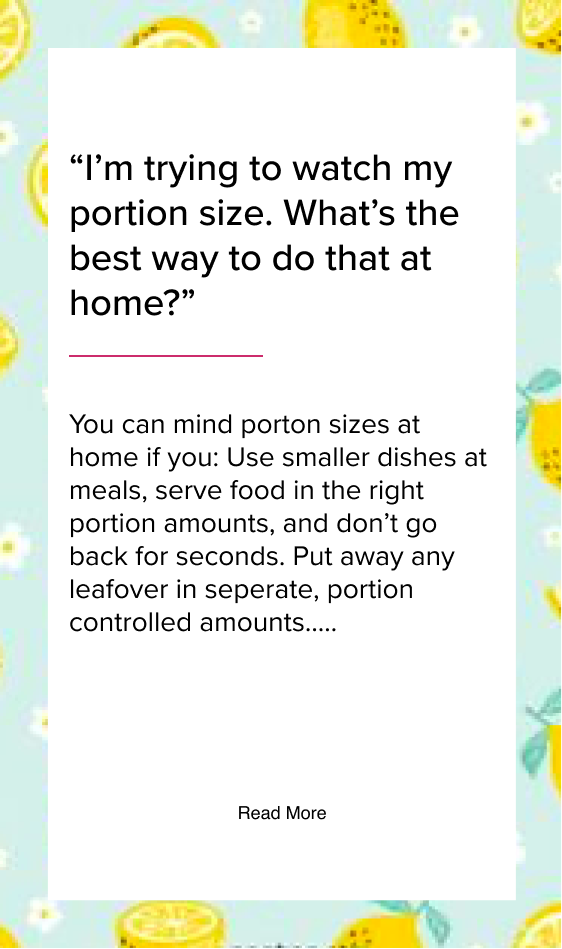 “I’m trying to watch my
portion size. What’s the
best way to do that at
home?”
You can mind porton sizes at
home if you: Use smaller dishes at
meals, serve food in the right
portion amounts, and don’t go
back for seconds. Put away any
leafover in seperate, portion
controlled amounts.....
Read More